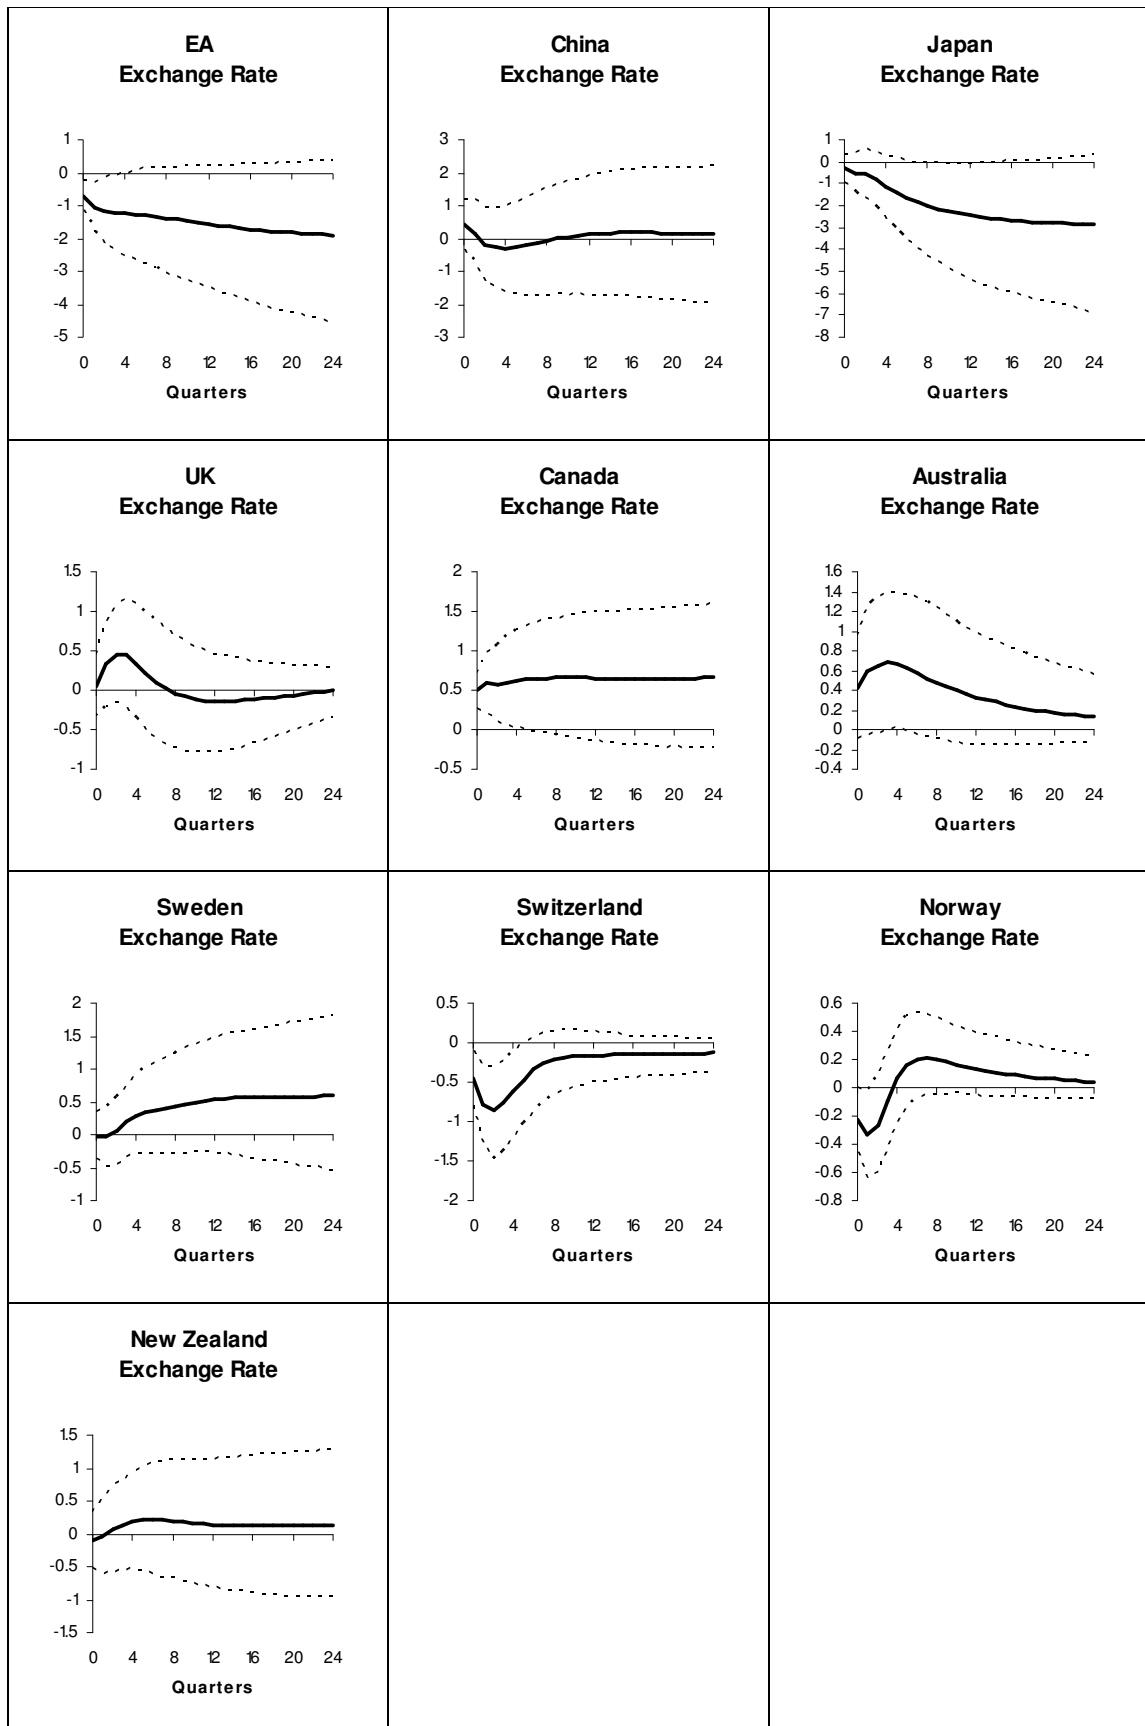 EA
Exchange Rate
1
0
-1
-2
-3
-4
-5
0 4 8 12 16 20 24
Quarters
China
Exchange Rate
3
2
1
0
-1
-2
-3
0 4 8 12 16 20 24
Quarters
Japan
Exchange Rate
1
0
-1
-2
-3
-4
-5
-6
-7
-8
0 4 8 12 16 20 24
Quarters
UK
Exchange Rate
1.5
1
0.5
0
-0.5
-1
0 4 8 12 16 20 24
Quarters
Canada
Exchange Rate
2
1.5
1
0.5
0
-0.5
0 4 8 12 16 20 24
Quarters
Australia
Exchange Rate
1.6
1.4
1.2
1
0.8
0.6
0.4
0.2
0
-0.2
-0.4
0 4 8 12 16 20 24
Quarters
Sweden
Exchange Rate
2
1.5
1
0.5
0
-0.5
-1
0 4 8 12 16 20 24
Quarters
Switzerland
Exchange Rate
0.5
0
-0.5
-1
-1.5
-2
0 4 8 12 16 20 24
Quarters
Norway
Exchange Rate
0.6
0.4
0.2
0
-0.2
-0.4
-0.6
-0.8
0 4 8 12 16 20 24
Quarters
New Zealand
Exchange Rate
1.5
1
0.5
0
-0.5
-1
-1.5
0 4 8 12 16 20 24
Quarters